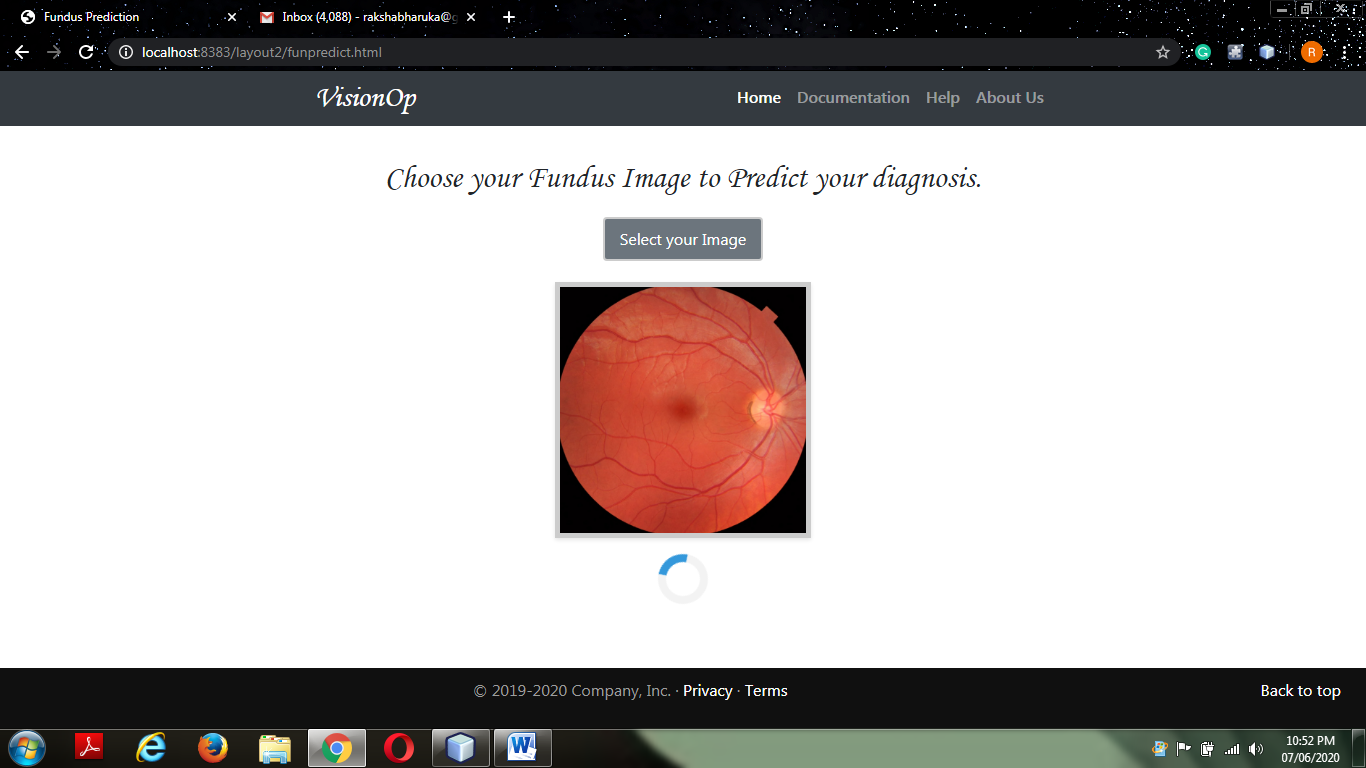 Fundus Prediction
Inbox (4,088) - rakshabharuka@g
localhost:8383/layout2/funpredict.html
R
VisionOp
Home Documentation Help About Us
Choose your Fundus Image to Predict your diagnosis.
Select your Image
© 2019-2020 Company, Inc. · Privacy · Terms
Back to top
10:52 PM
07/06/2020